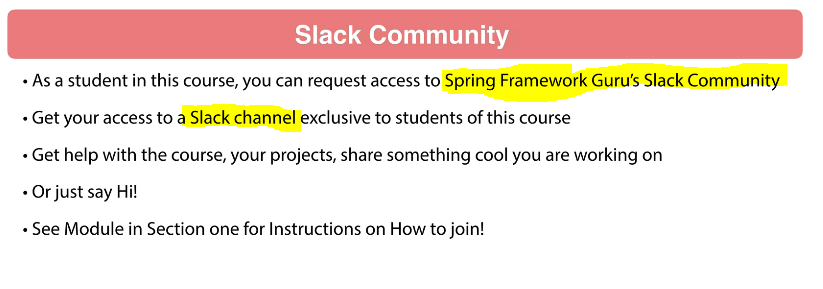 Slack Community
• As a student in this course, you can request access to Spring Framework Guru's Slack Community
• Get your access to a Slack channel exclusive to students of this course
• Get help with the course, your projects, share something cool you are working on
• Or just say Hi!
• See Module in Section one for Instructions on How to join!